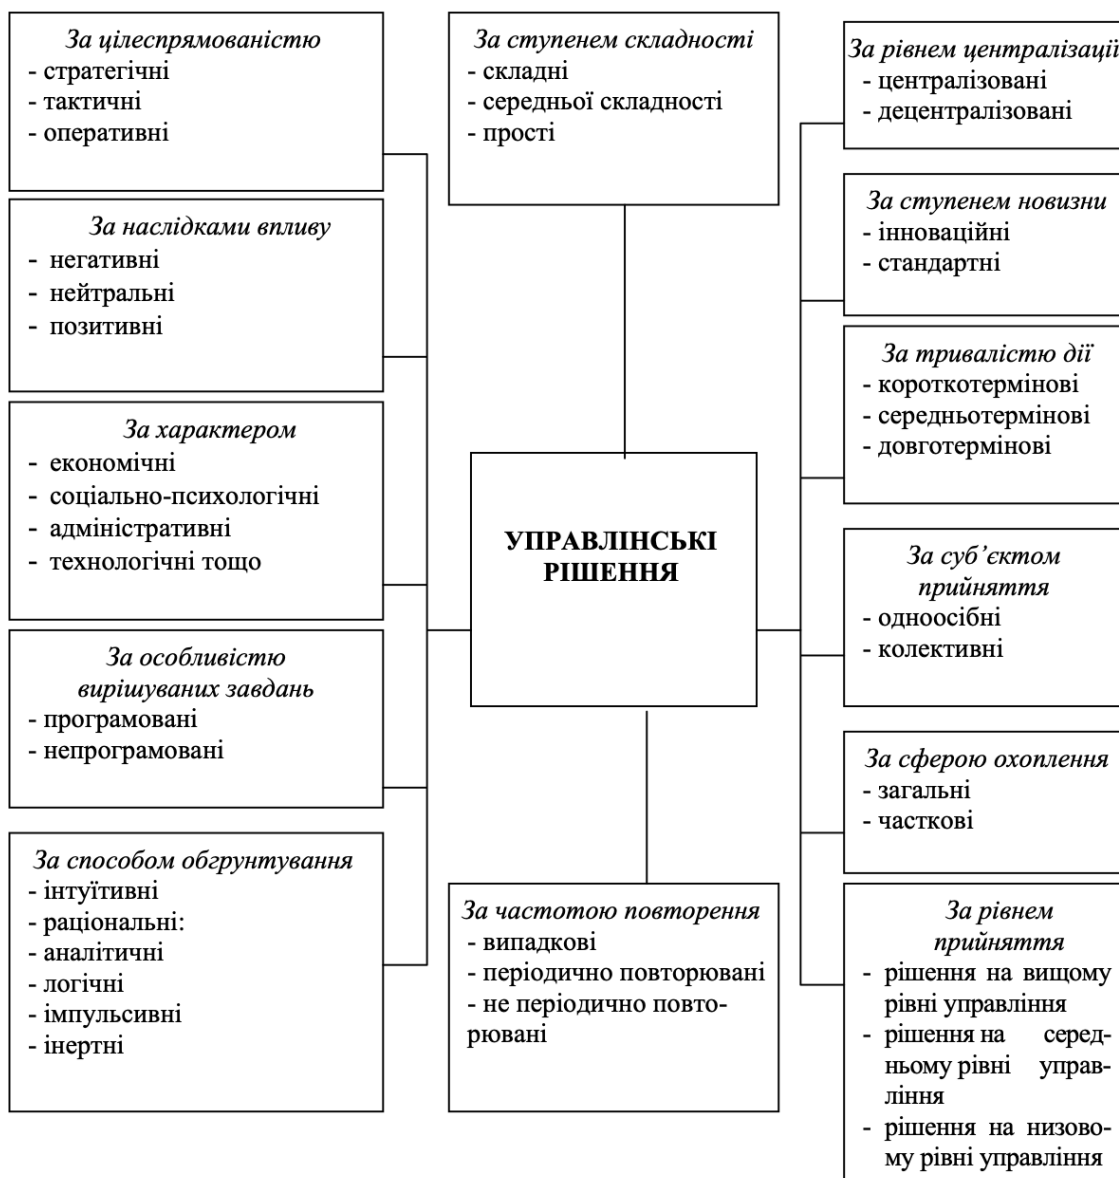 За цілеспрямованістю
- стратегічні
- тактичні
- оперативні
За наслідками впливу
- негативні
- нейтральні
- позитивні
За характером
- економічні
- соціально-психологічні
- адміністративні
- технологічні тощо
За особливістю
вирішуваних завдань
- програмовані
- непрограмовані
За способом обгрунтування
- інтуїтивні
- раціональні:
- аналітичні
- логічні
- імпульсивні
- інертні
За ступенем складності
- складні
- середньої складності
- прості
УПРАВЛІНСЬКІ
РІШЕННЯ
За частотою повторення
- випадкові
- періодично повторювані
- не періодично повто-
рювані
За рівнем централізації
- централізовані
- децентралізовані
За ступенем новизни
- інноваційні
- стандартні
За тривалістю дії
- короткотермінові
- середньотермінові
- довготермінові
За суб’єктом
прийняття
- одноосібні
- колективні
За сферою охоплення
- загальні
- часткові
За рівнем
прийняття
- рішення на вищому
рівні управління
- рішення на серед-
ньому рівні управ-
ління
- рішення на низово-
му рівні управління